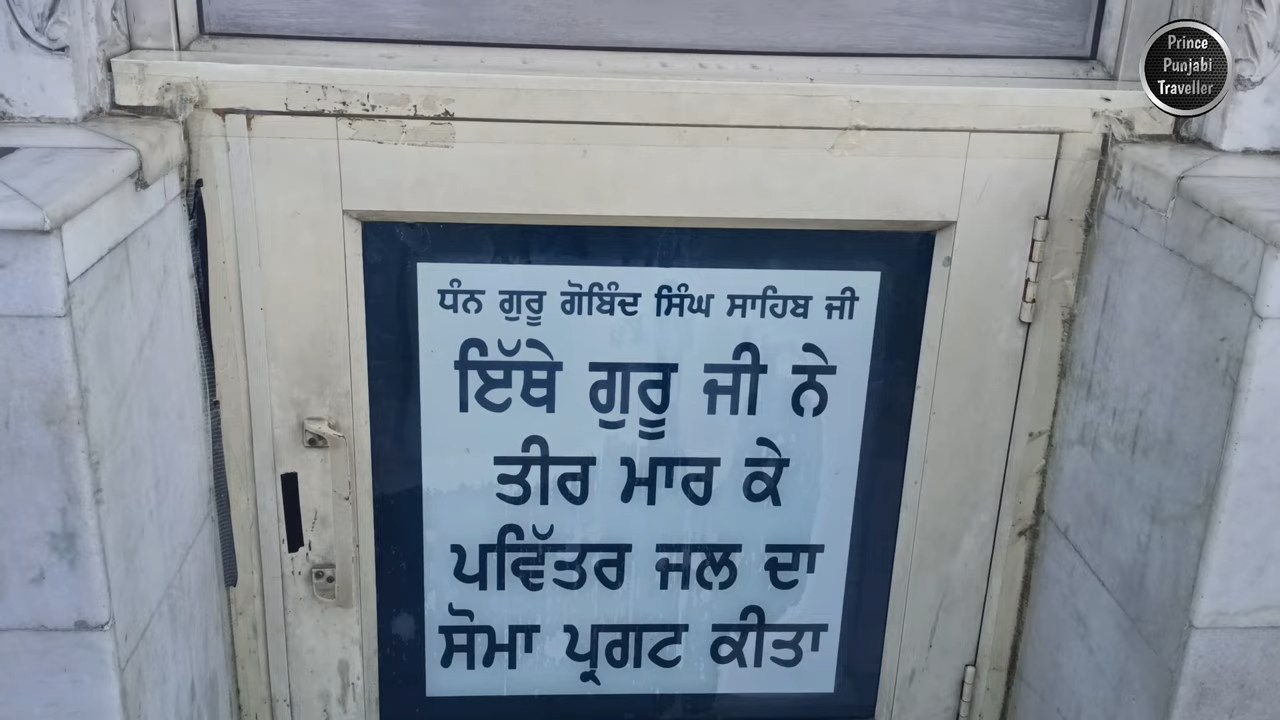 Prince
Punjabi
Traveller
ਧੰਨ ਗੁਰੂ ਗੋਬਿੰਦ ਸਿੰਘ ਸਾਹਿਬ ਜੀ
ਇੱਥੇ ਗੁਰੂ ਜੀ ਨੇ
ਤੀਰ ਮਾਰ ਕੇ
ਪਵਿੱਤਰ ਜਲ ਦਾ
ਸੋਮਾ ਪ੍ਰਗਟ ਕੀਤਾ